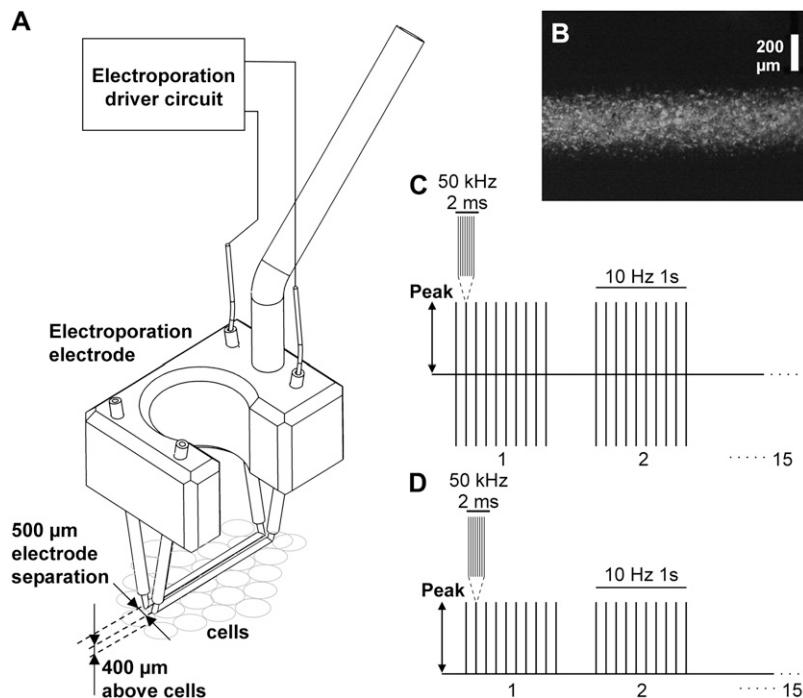 A
Electroporation
driver circuit
Electroporation
electrode
500 µm
electrode
separation
cells
400 µm
above cells
B
200
µm
C
50 kHz
2 ms
10 Hz 1s
Peak
1
2
····· 15
D
50 kHz
2 ms
10 Hz 1s
Peak
1
2
····· 15